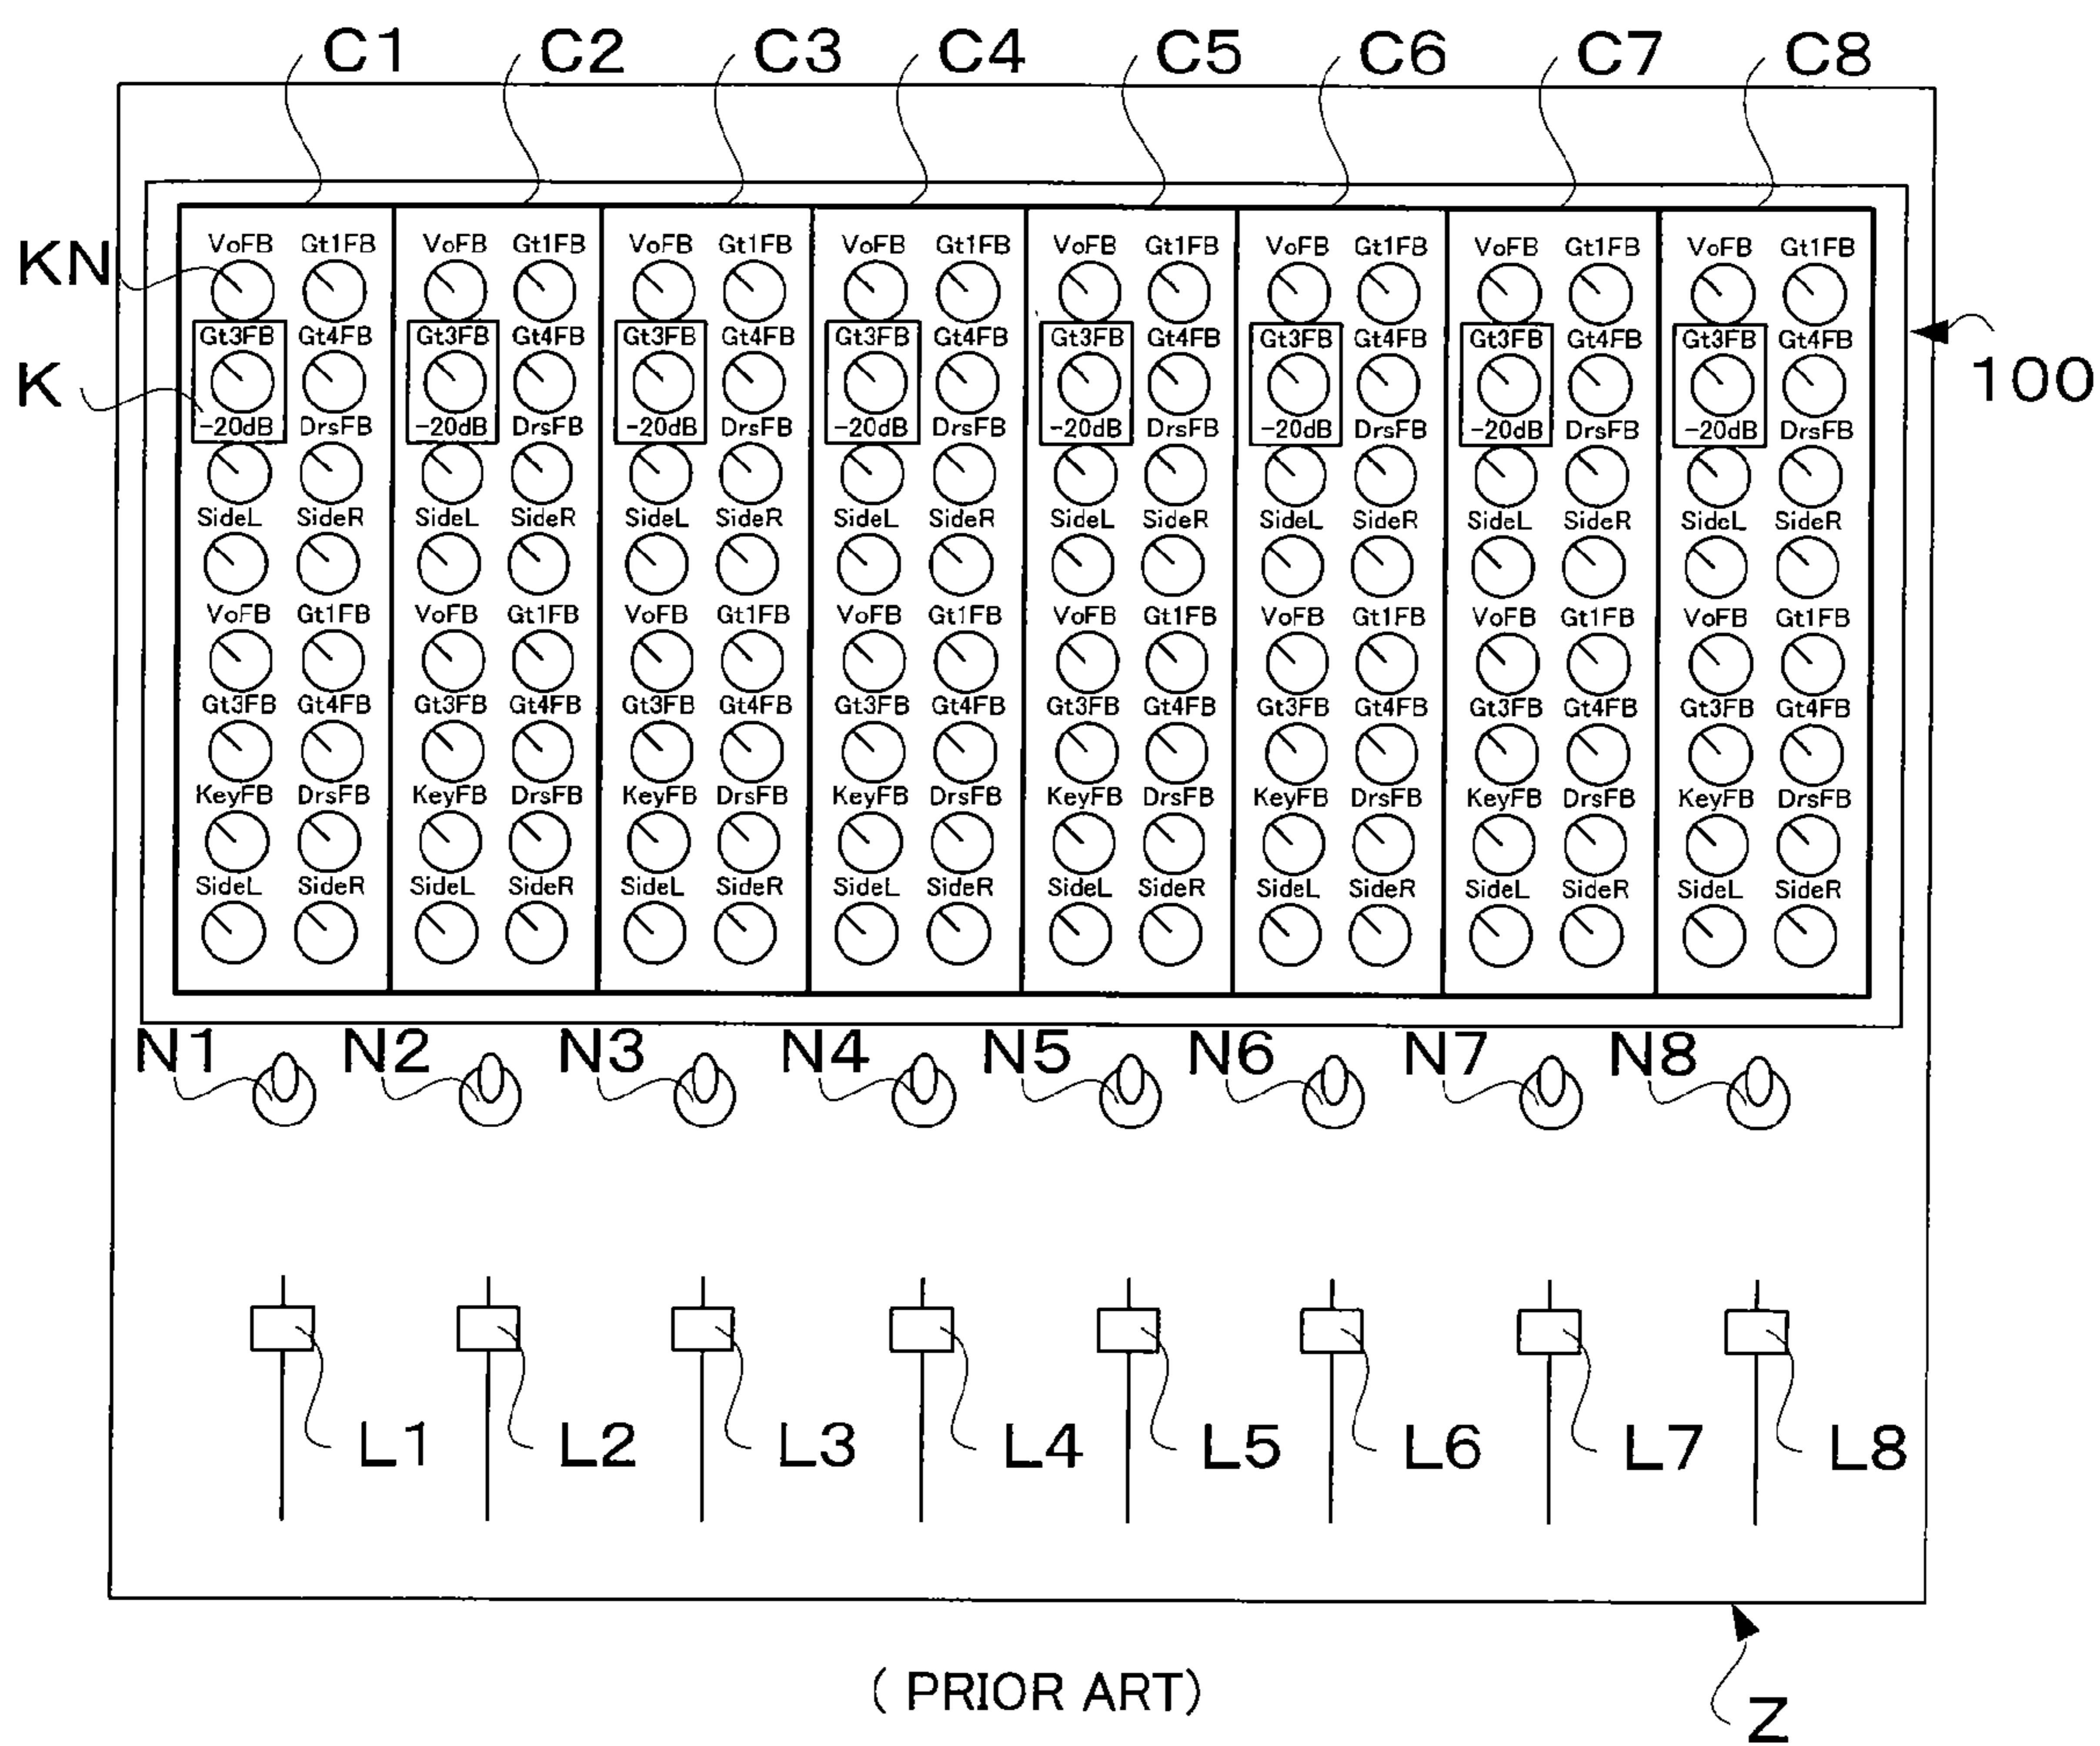 C1 C2 C3 C4 C5 C6 C7 C8
KN
VoFB Gt1FB VoFB Gt1FB VoFB Gt1FB VoFB Gt1FB VoFB Gt1FB VoFB Gt1FB VoFB Gt1FB VoFB Gt1FB
Gt3FB Gt4FB Gt3FB Gt4FB Gt3FB Gt4FB Gt3FB Gt4FB Gt3FB Gt4FB Gt3FB Gt4FB Gt3FB Gt4FB Gt3FB Gt4FB
K
100
-20dB DrsFB -20dB DrsFB -20dB DrsFB -20dB DrsFB -20dB DrsFB -20dB DrsFB -20dB DrsFB -20dB DrsFB
SideL SideR SideL SideR SideL SideR SideL SideR SideL SideR SideL SideR SideL SideR SideL SideR
VoFB Gt1FB VoFB Gt1FB VoFB Gt1FB VoFB Gt1FB VoFB Gt1FB VoFB Gt1FB VoFB Gt1FB VoFB Gt1FB
Gt3FB Gt4FB Gt3FB Gt4FB Gt3FB Gt4FB Gt3FB Gt4FB Gt3FB Gt4FB Gt3FB Gt4FB Gt3FB Gt4FB Gt3FB Gt4FB
KeyFB DrsFB KeyFB DrsFB KeyFB DrsFB KeyFB DrsFB KeyFB DrsFB KeyFB DrsFB KeyFB DrsFB KeyFB DrsFB
SideL SideR SideL SideR SideL SideR SideL SideR SideL SideR SideL SideR SideL SideR SideL SideR
N1 N2 N3 N4 N5 N6 N7 N8
L1 L2 L3 L4 L5 L6 L7 L8
( PRIOR ART)
Z